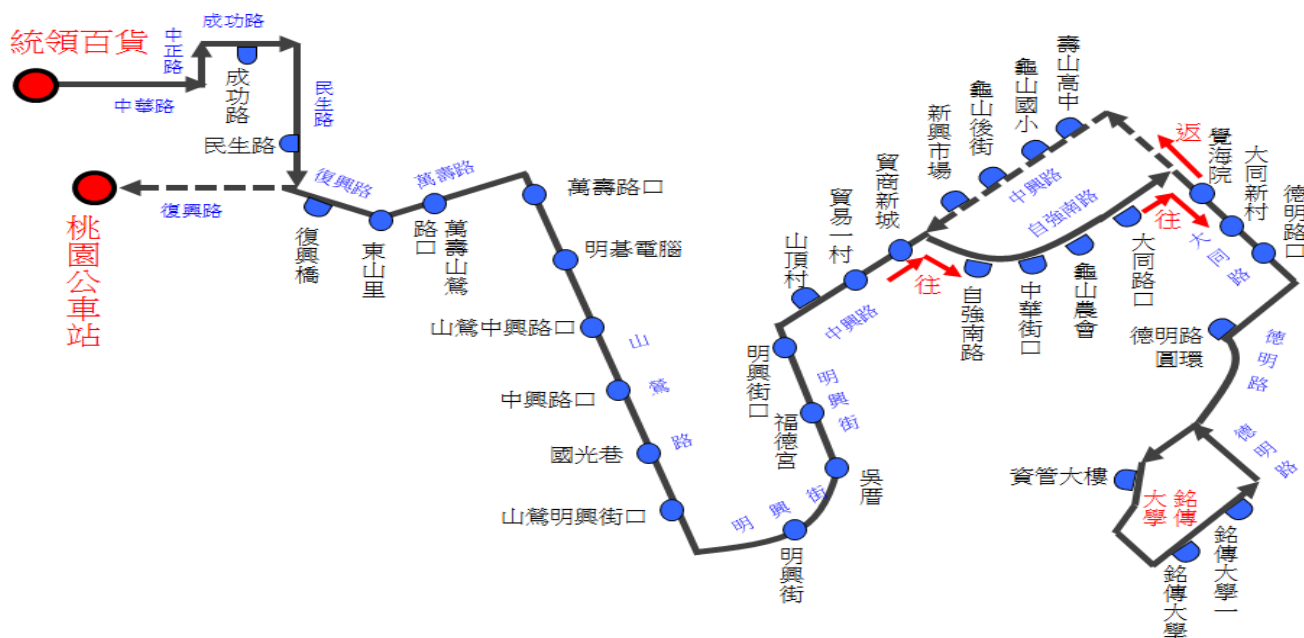 統領百貨
中華路
中正路
成功路
成功路
民生路
民生路
復興路
桃園公車站
復興路
復興橋
東山里
萬壽路
萬壽山鶯
路口
萬壽路口
明碁電腦
山鶯中興路口
中興路口
國光巷
山鶯明興街口
山鶯路
明興街
明興街
吳厝
福德宮
明興街口
明興街
山頂村
貿易一村
貿商新城
中興路
往
新興市場
龜山後街
龜山國小
壽山高中
中興路
自強南路
自強南路
中華街口
龜山農會
大同路口
往
返
覺海院
大同新村
德明路口
大同路
德明路
圓環
德明路
德明路
資管大樓
銘傳
大學
銘傳大學一
銘傳大學